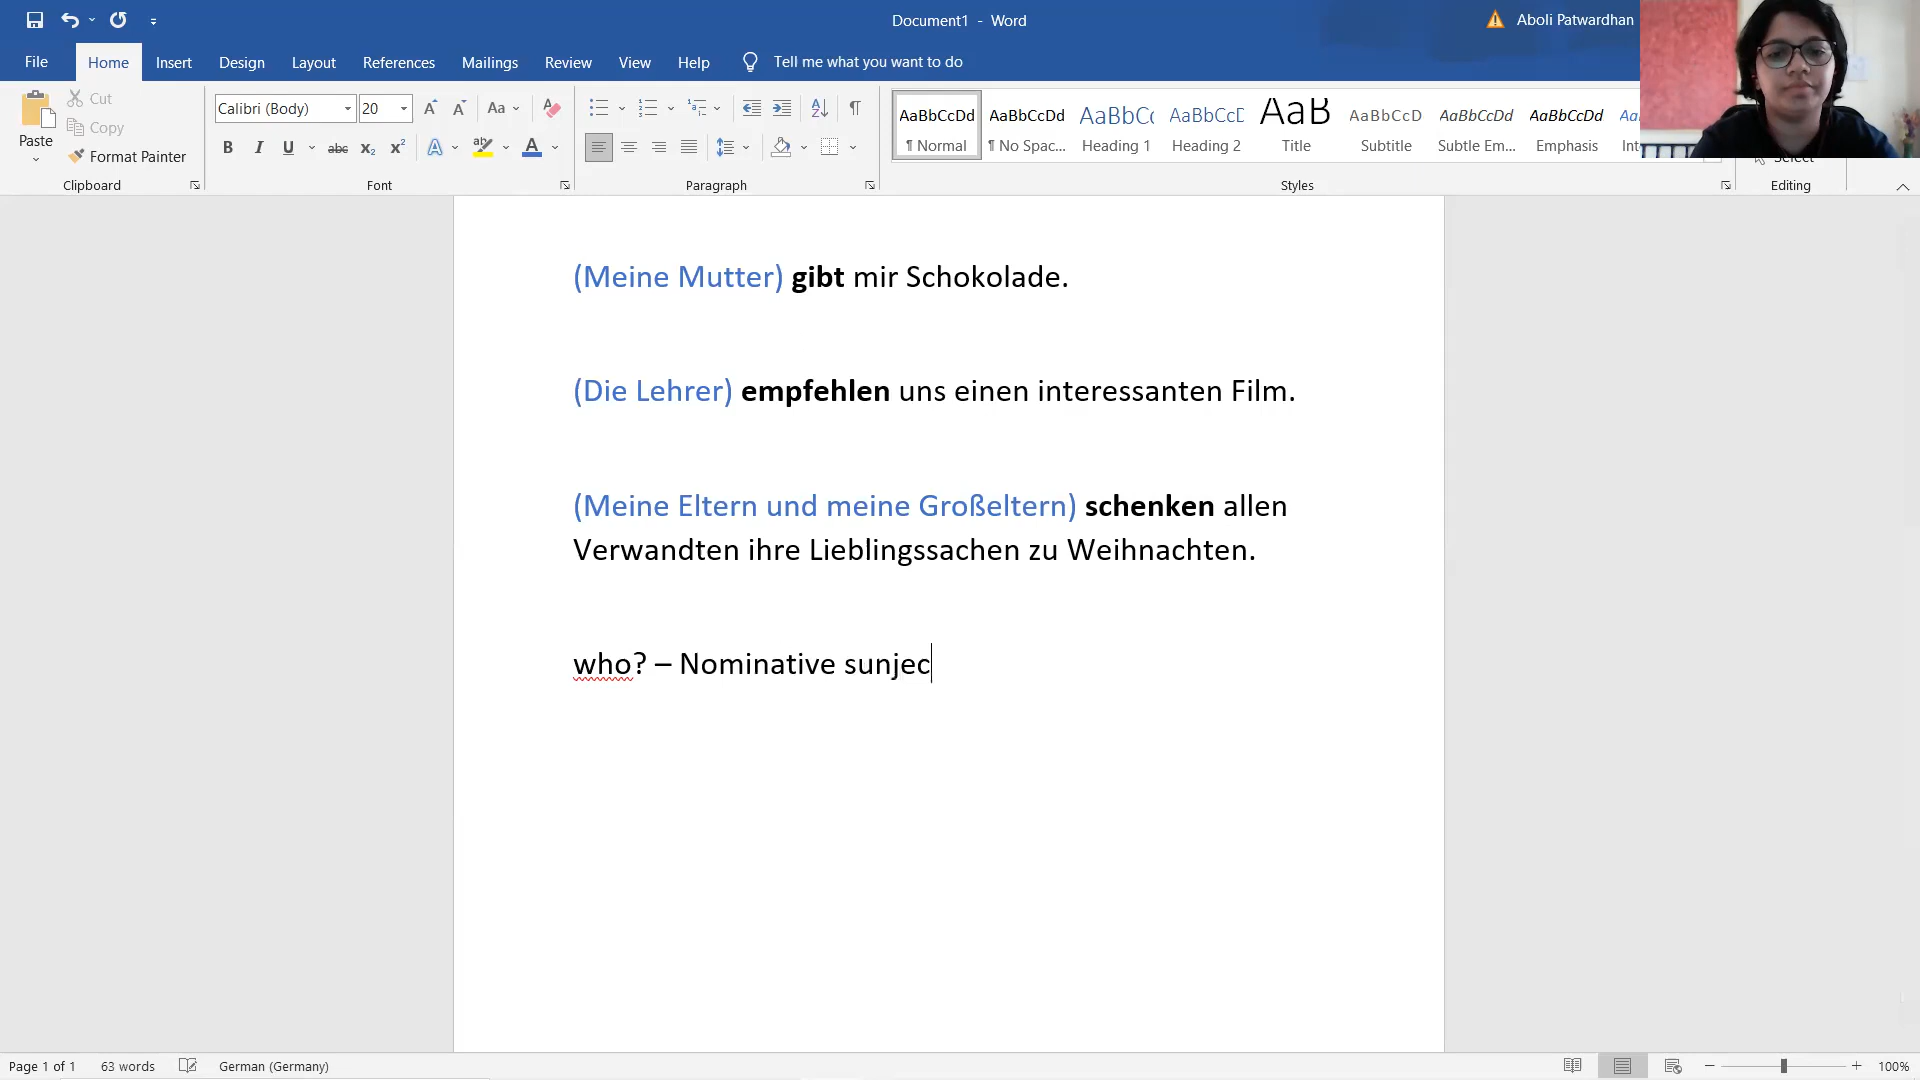 Document1 - Word
Aboli Patwardhan
File Home Insert Design Layout References Mailings Review View Help Tell me what you want to do
Paste
Cut
Copy
Format Painter
Clipboard
Calibri (Body) 20
Font
Paragraph
AaBbCcDd AaBbCcDd AaBbCc AaBbCcD AaB AaBbCcD AaBbCcDd AaBbCcDd
¶ Normal ¶ No Spac... Heading 1 Heading 2 Title Subtitle Subtle Em... Emphasis
Styles
Select
Editing
(Meine Mutter) gibt mir Schokolade.
(Die Lehrer) empfehlen uns einen interessanten Film.
(Meine Eltern und meine Großeltern) schenken allen
Verwandten ihre Lieblingssachen zu Weihnachten.
who? – Nominative sunjec
Page 1 of 1 63 words German (Germany) 100%